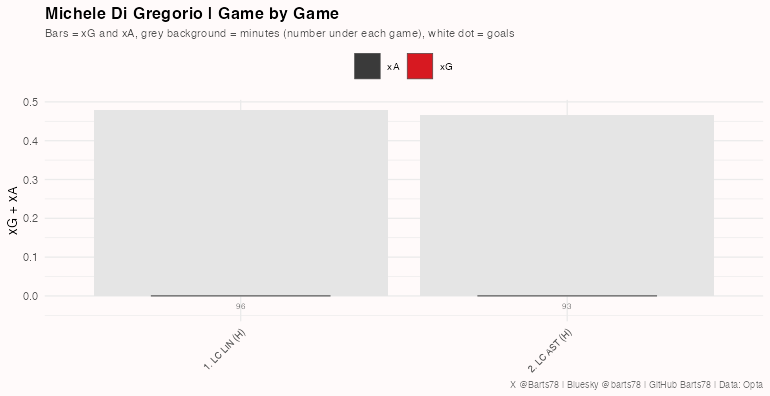 Michele Di Gregorio | Game by Game
Bars = xG and xA, grey background = minutes (number under each game), white dot = goals
xA xG
xG + xA
0.5
0.4
0.3
0.2
0.1
0.0
96 93
1. LC LIN (H) 2. LC AST (H)
X @Barts78 | Bluesky @barts78 | GitHub Barts78 | Data: Opta